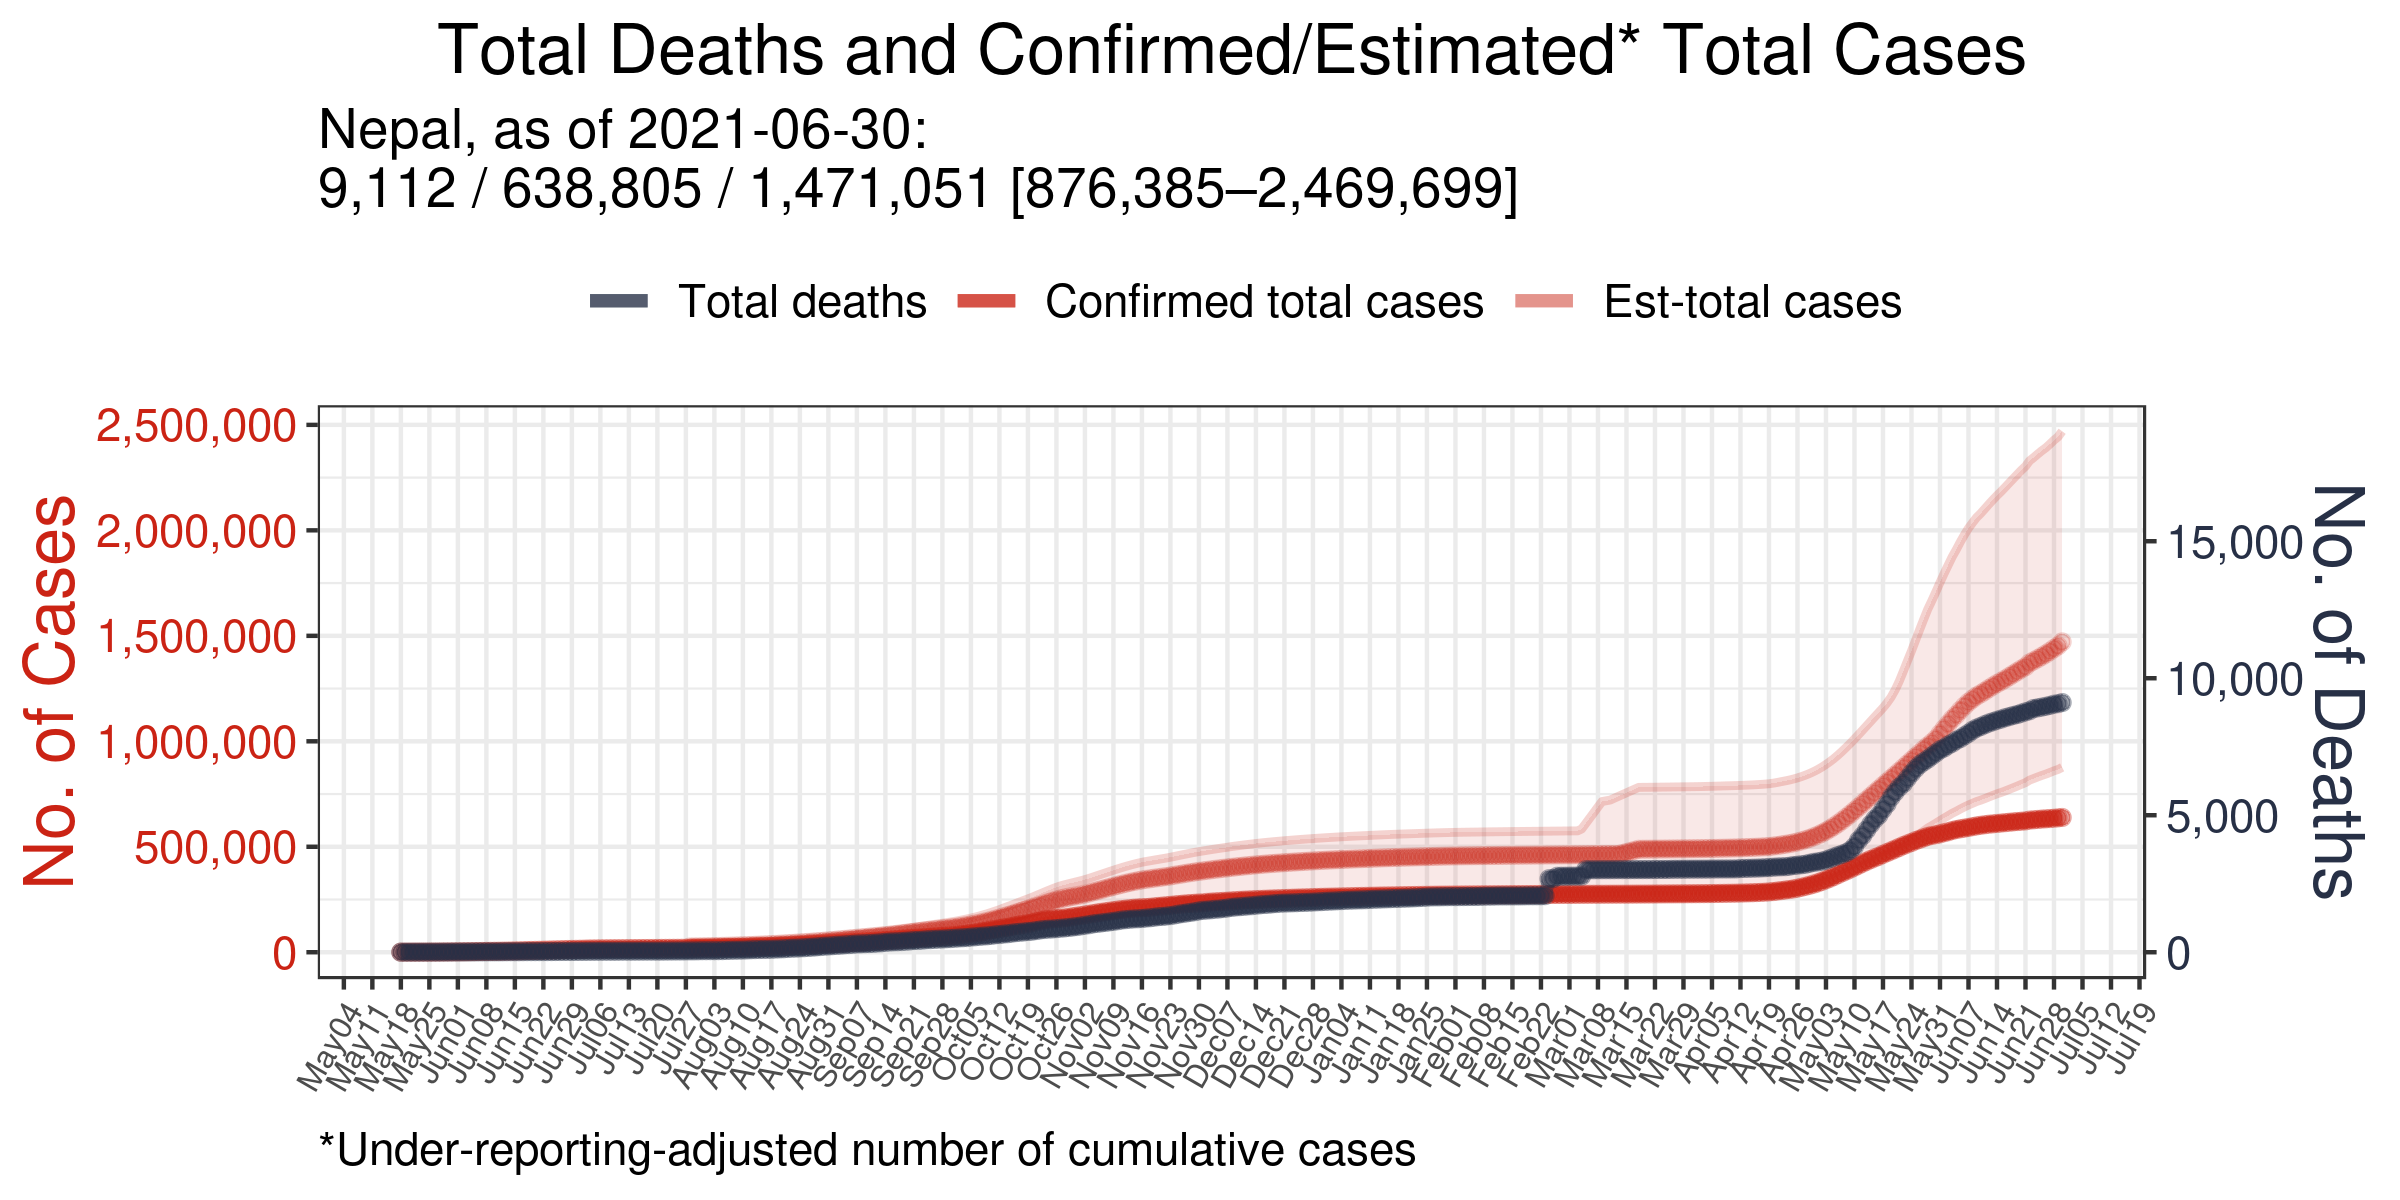 Total Deaths and Confirmed/Estimated* Total Cases
Nepal, as of 2021-06-30:
9,112 / 638,805 / 1,471,051 [876,385–2,469,699]
Total deaths Confirmed total cases Est-total cases
No. of Cases
2,500,000
2,000,000
1,500,000
1,000,000
500,000
0
15,000
10,000
5,000
0
No. of Deaths
May04 May11 May18 May25 Jun01 Jun08 Jun15 Jun22 Jun29 Jul06 Jul13 Jul20 Jul27 Aug03 Aug10 Aug17 Aug24 Aug31 Sep07 Sep14 Sep21 Sep28 Oct05 Oct12 Oct19 Oct26 Nov02 Nov09 Nov16 Nov23 Nov30 Dec07 Dec14 Dec21 Dec28 Jan04 Jan11 Jan18 Jan25 Feb01 Feb08 Feb15 Feb22 Mar01 Mar08 Mar15 Mar22 Mar29 Apr05 Apr12 Apr19 Apr26 May03 May10 May17 May24 May31 Jun07 Jun14 Jun21 Jun28 Jul05 Jul12 Jul19
*Under-reporting-adjusted number of cumulative cases